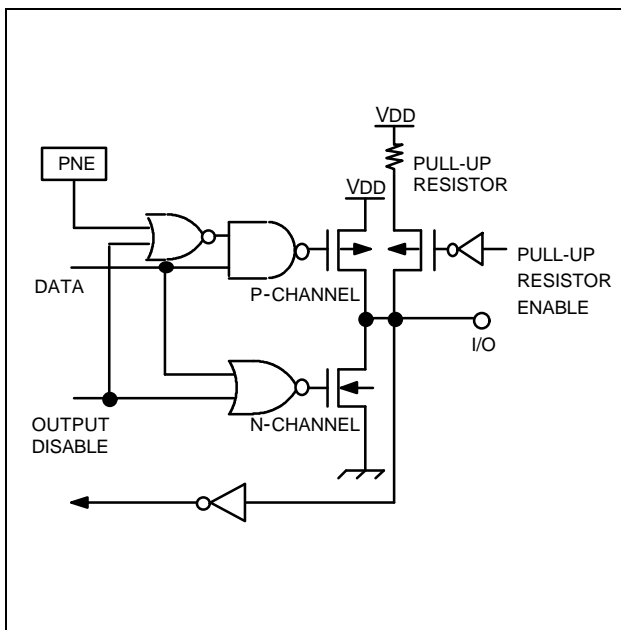 VDD
PULL-UP
RESISTOR
PNE
VDD
PULL-UP
RESISTOR
ENABLE
DATA
P-CHANNEL
I/O
OUTPUT
DISABLE
N-CHANNEL